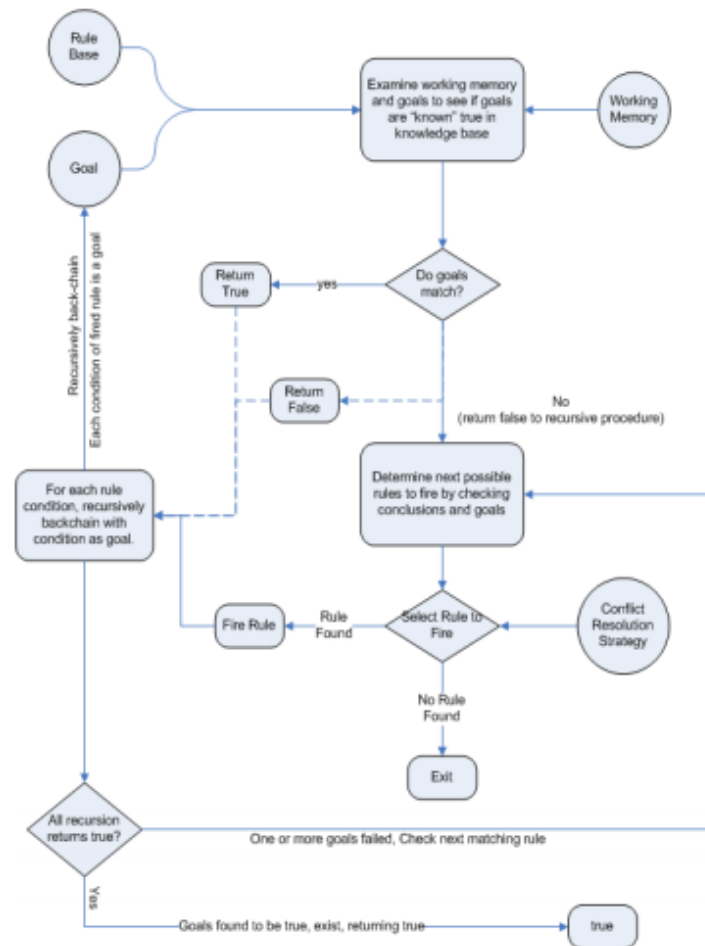 Rule
Base
Examine working memory
and goals to see if goals
are “known” true in
knowledge base
Working
Memory
Goal
Recursively back-chain
Each condition of fired rule is a goal
Return
True
yes
Do goals
match?
Return
False
No
(return false to recursive procedure)
For each rule
condition, recursively
backchain with
condition as goal.
Determine next possible
rules to fire by checking
conclusions and goals
Fire Rule
Rule
Found
Select Rule to
Fire
Conflict
Resolution
Strategy
No Rule
Found
Exit
All recursion
returns true?
One or more goals failed, Check next matching rule
Yes
Goals found to be true, exist, returning true
true